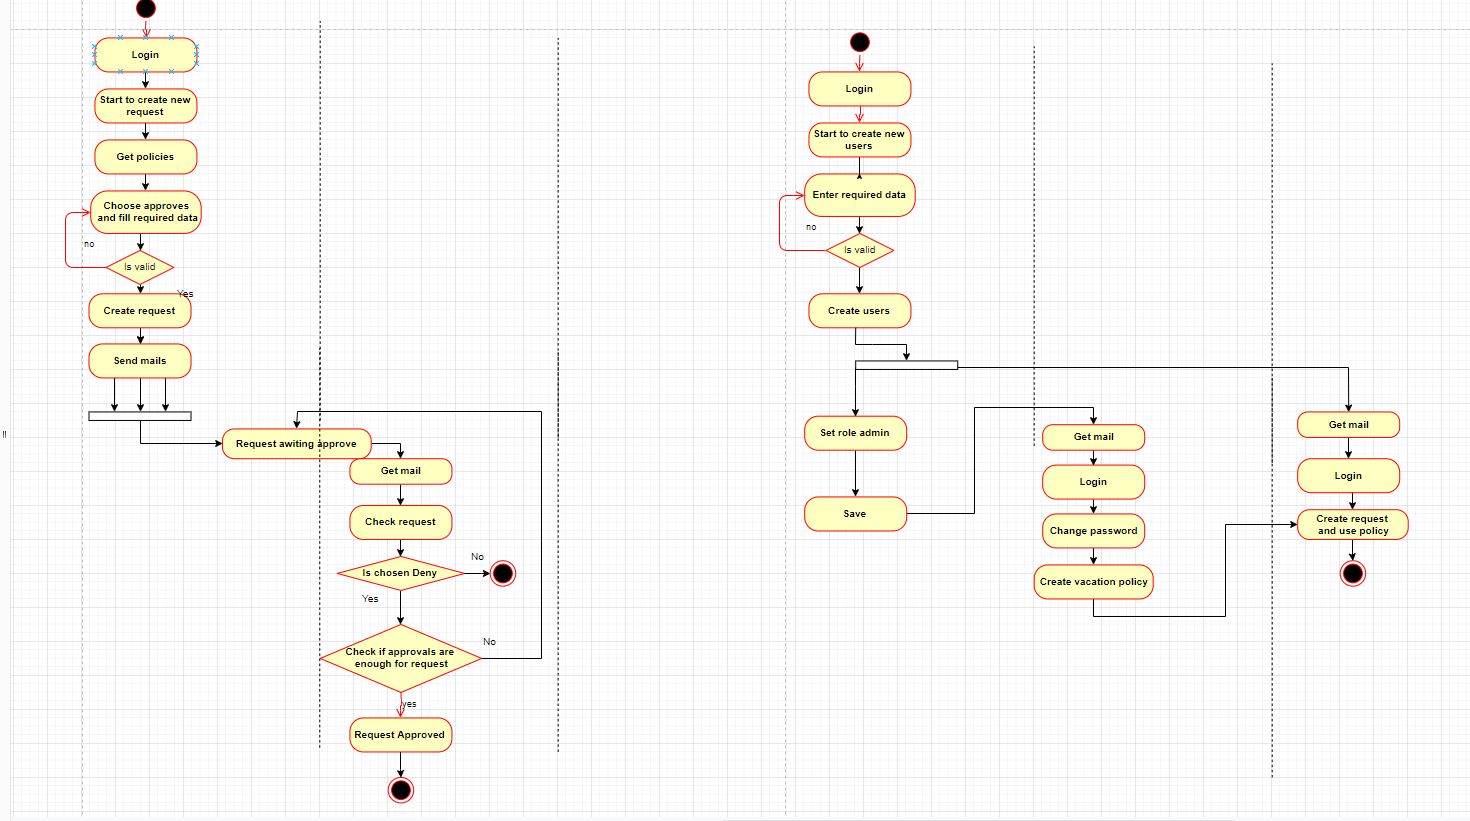 Login
Start to create new
request
Get policies
Choose approves
and fill required data
no
Is valid
Yes
Create request
Send mails
Request awiting approve
Get mail
Check request
Is chosen Deny
No
Yes
Check if approvals are
enough for request
No
yes
Request Approved
Login
Start to create new
users
Enter required data
no
Is valid
Create users
Set role admin
Save
Get mail
Login
Change password
Create vacation policy
Get mail
Login
Create request
and use policy